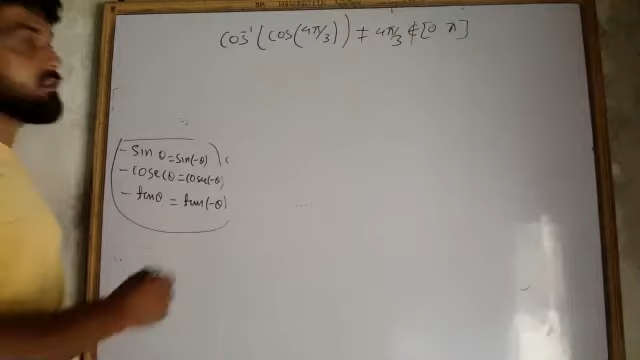 cos⁻¹(cos(4π/3)) ≠ 4π/3 ∉ [0 π]
- sin θ = sin(-θ)
- cosec θ = cosec(-θ)
- tan θ = tan(-θ)